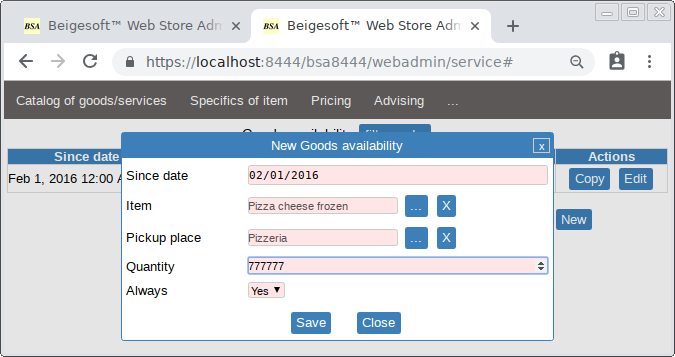 BSA Beigesoft™ Web Store Adm
BSA Beigesoft™ Web Store Adm
https://localhost:8444/bsa8444/webadmin/service#
Catalog of goods/services Specifics of item Pricing Advising ...
New Goods availability x
Since date Actions
Since date 02/01/2016
Feb 1, 2016 12:00 A Copy Edit
Item Pizza cheese frozen ... X
New
Pickup place Pizzeria ... X
Quantity 777777
Always Yes
Save Close